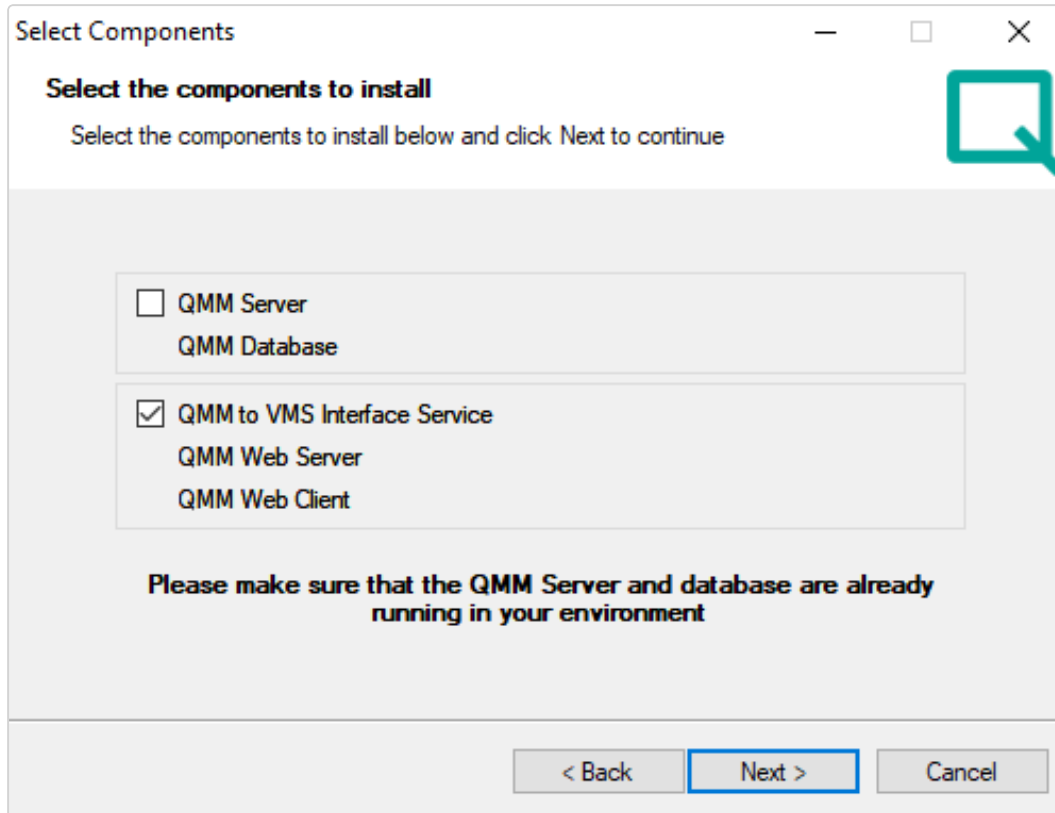 Select Components
Select the components to install
Select the components to install below and click Next to continue
QMM Server
QMM Database
QMM to VMS Interface Service
QMM Web Server
QMM Web Client
Please make sure that the QMM Server and database are already
running in your environment
< Back
Next >
Cancel